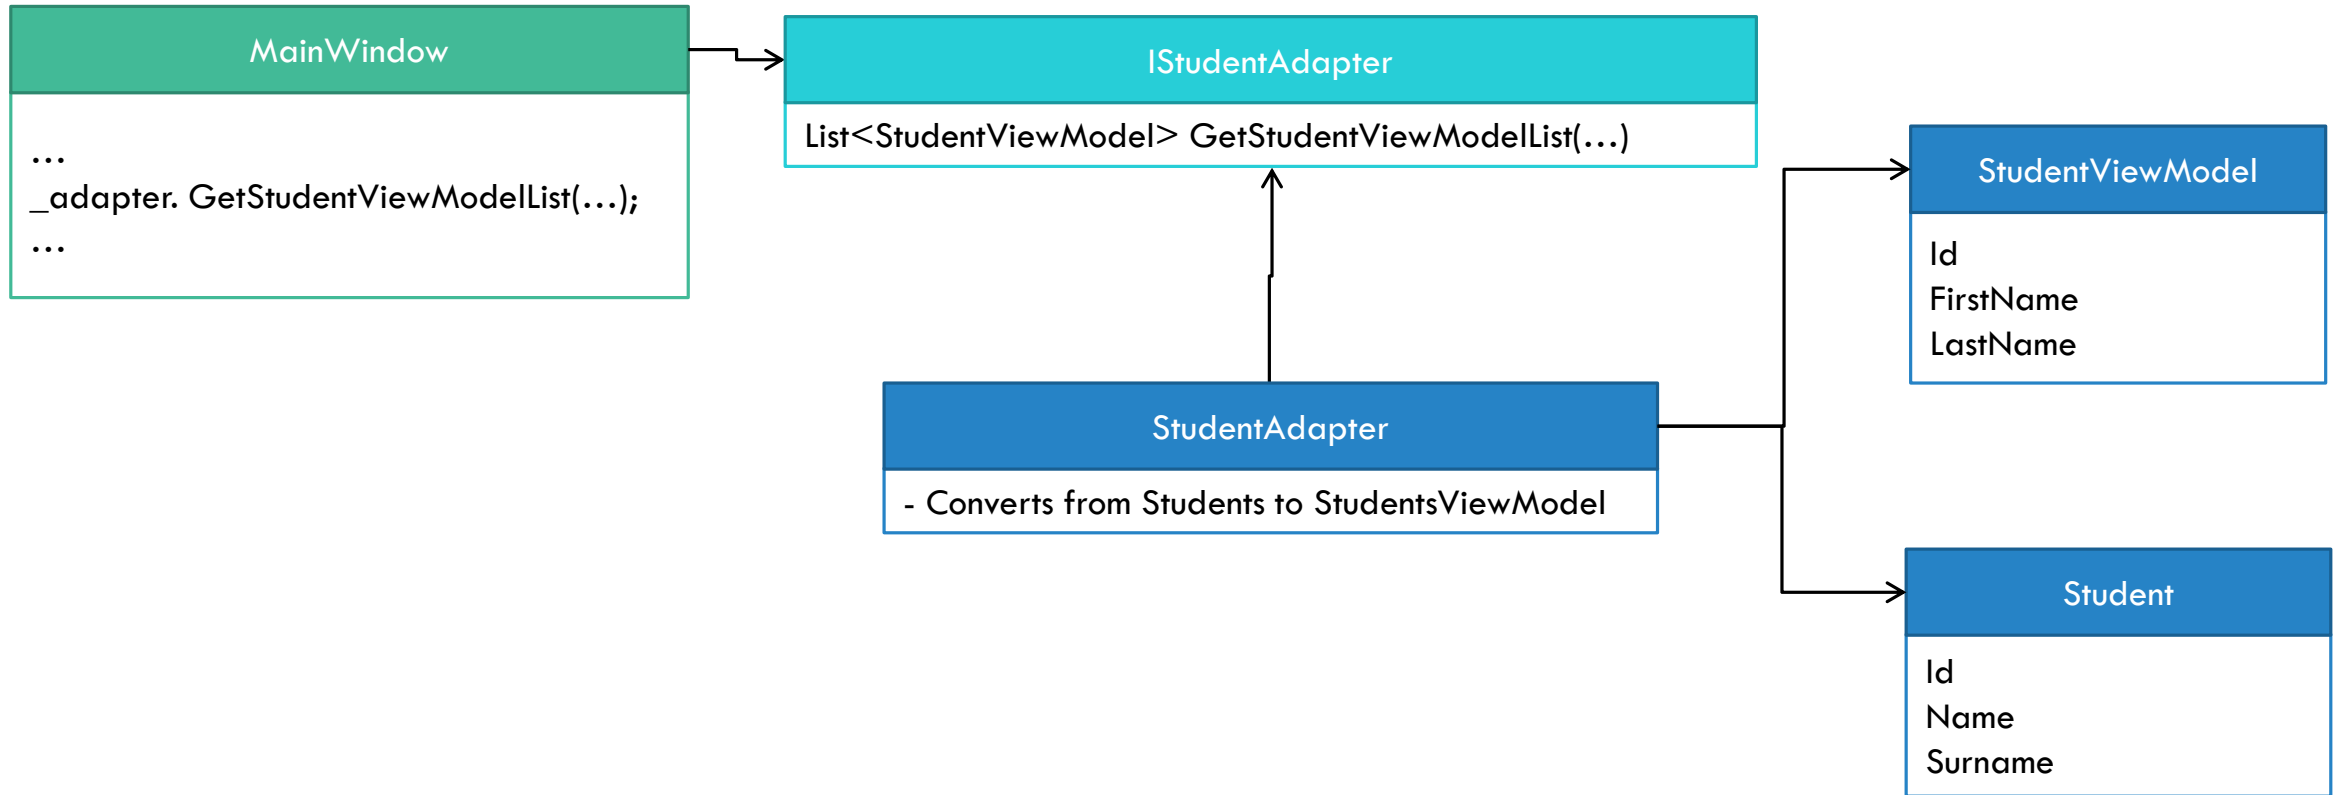 MainWindow
…
_adapter. GetStudentViewModelList(…);
…
IStudentAdapter
List<StudentViewModel> GetStudentViewModelList(…)
StudentAdapter
- Converts from Students to StudentsViewModel
StudentViewModel
Id
FirstName
LastName
Student
Id
Name
Surname